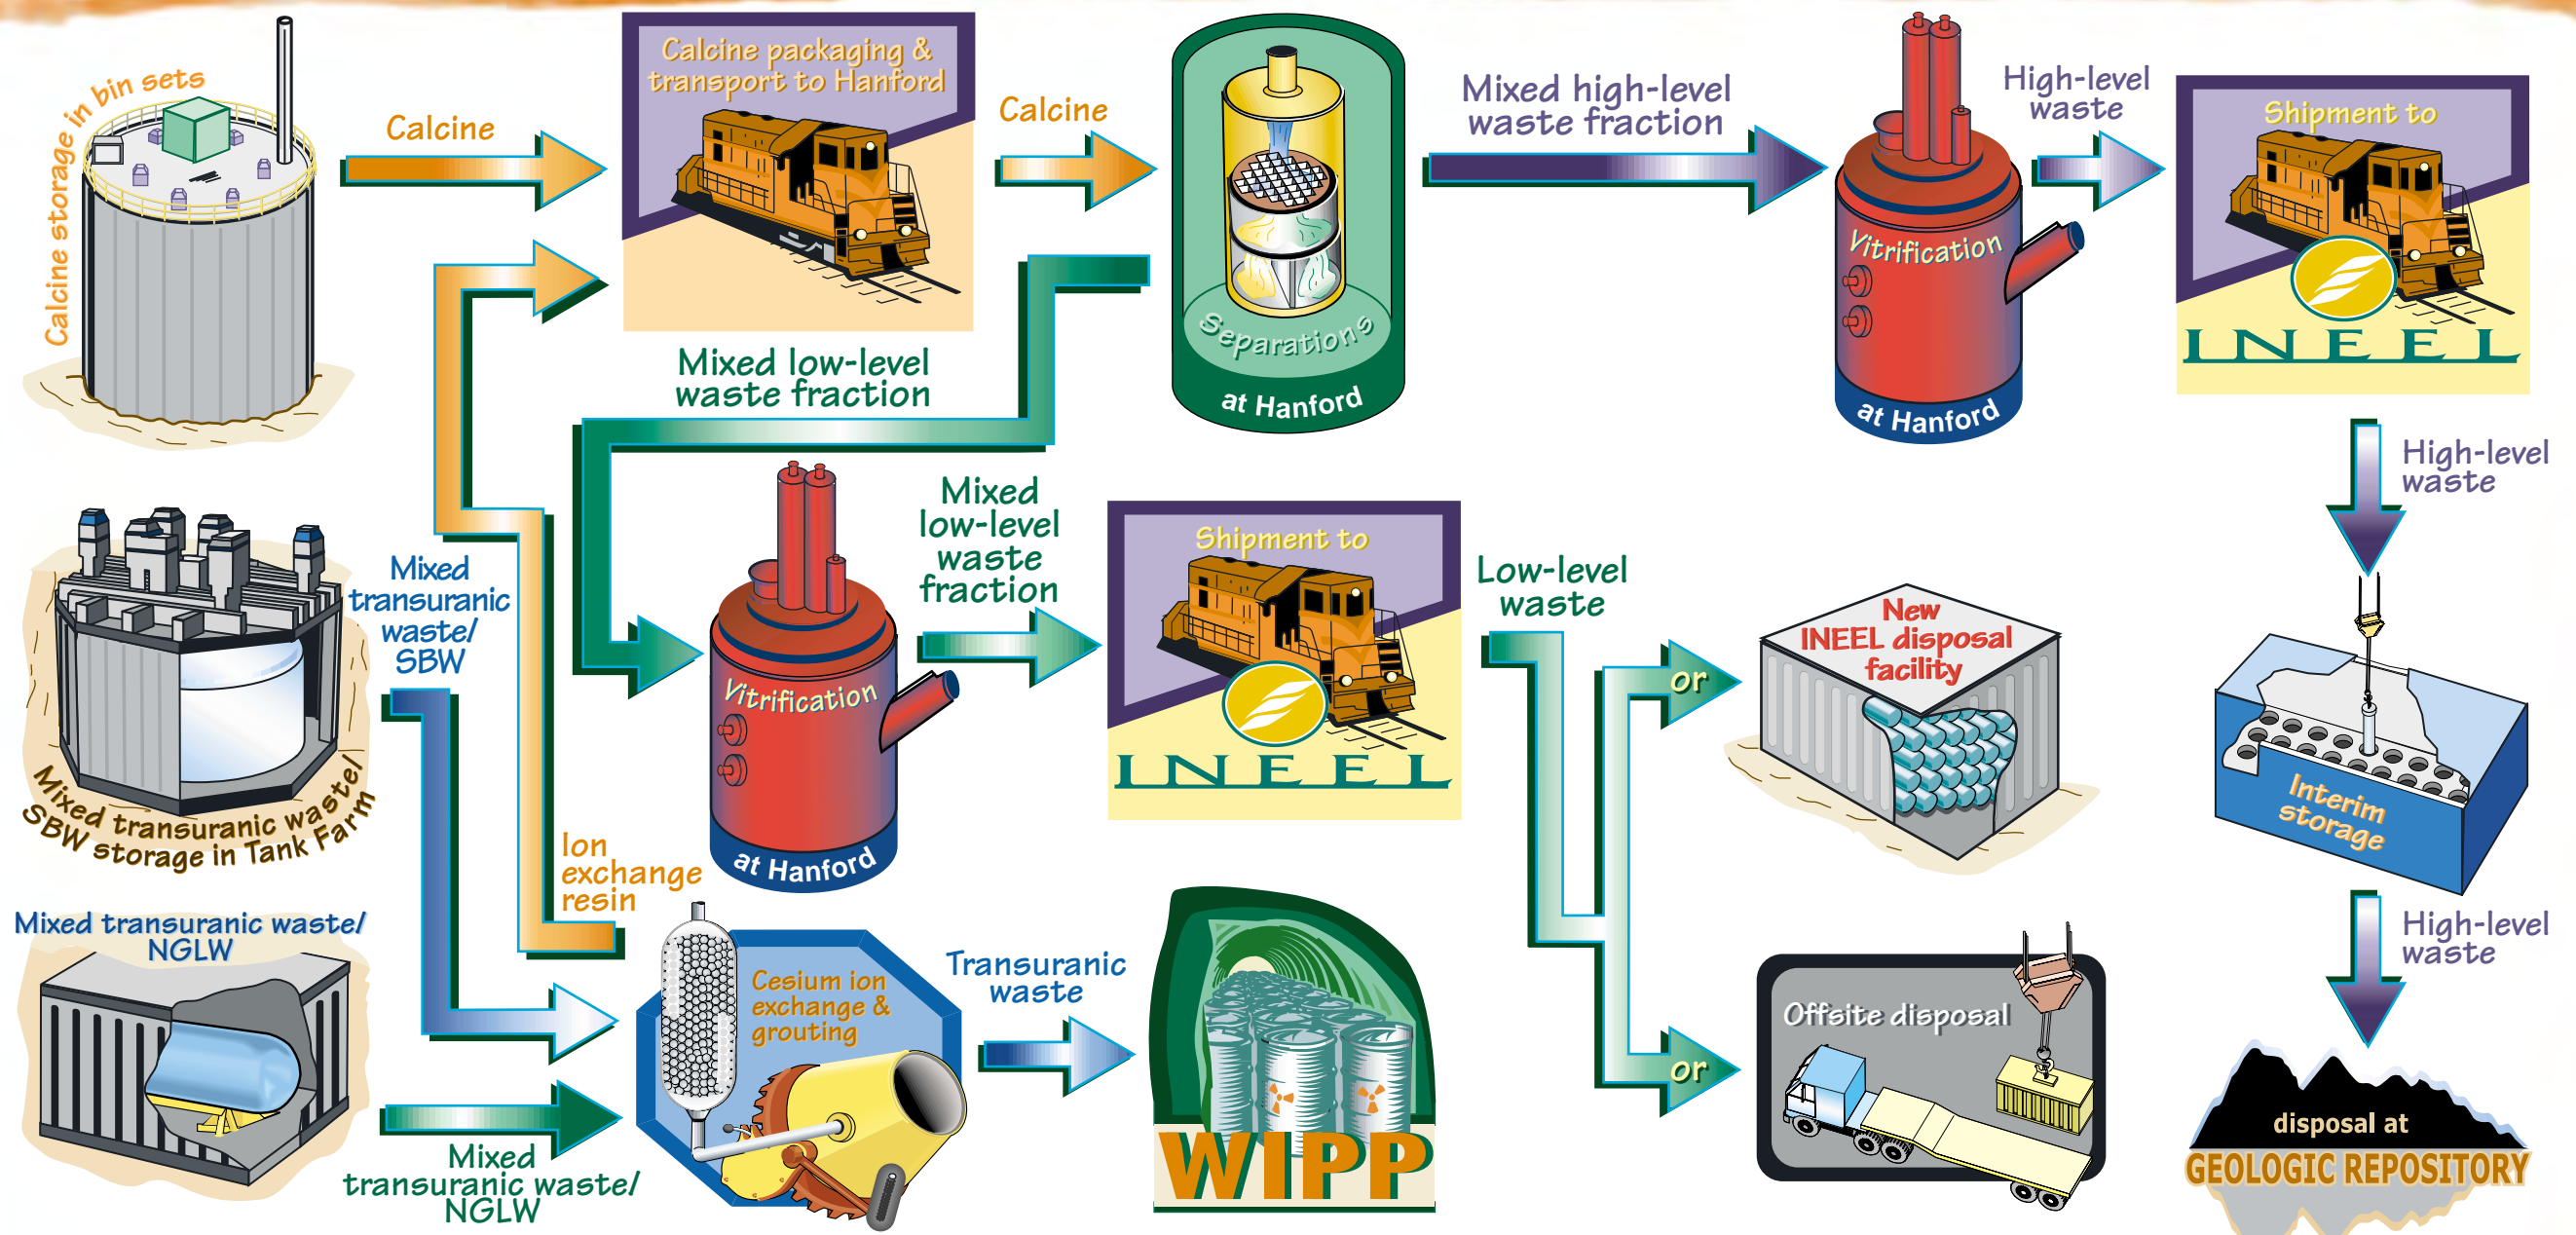 Calcine storage in bin sets
Calcine
Calcine packaging &
transport to Hanford
Calcine
Separations
at Hanford
Mixed high-level
waste fraction
Vitrification
at Hanford
High-level
waste
Shipment to
INEEL
High-level
waste
Mixed low-level
waste fraction
Mixed transuranic waste/
SBW storage in Tank Farm
Mixed
transuranic
waste/
SBW
Vitrification
at Hanford
Mixed
low-level
waste
fraction
Shipment to
INEEL
Low-level
waste
or
New
INEEL disposal
facility
Interim
storage
Ion
exchange
resin
Mixed transuranic waste/
NGLW
Mixed
transuranic waste/
NGLW
Cesium ion
exchange &
grouting
Transuranic
waste
WIPP
or
Offsite disposal
High-level
waste
disposal at
GEOLOGIC REPOSITORY